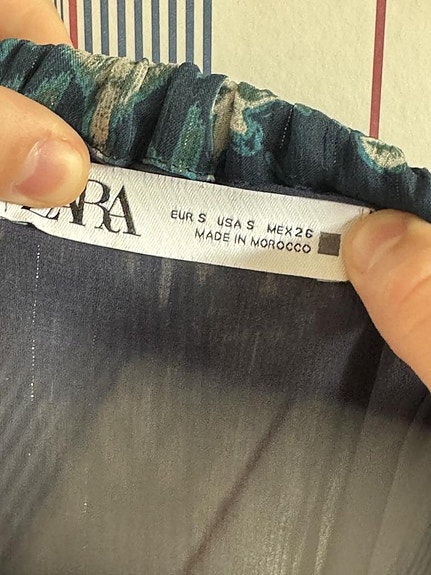 ZARA
EUR S USA S MEX 26
MADE IN MOROCCO